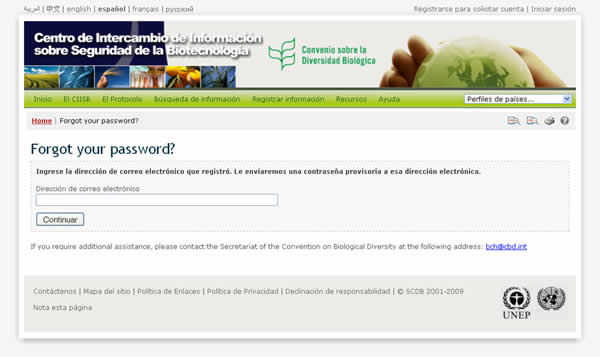 العربية | 中文 | english | español | français | русский
Registrarse para solicitar cuenta | Iniciar sesión
Centro de Intercambio de Información
sobre Seguridad de la Biotecnología
Convenio sobre la
Diversidad Biológica
Inicio El CIISB El Protocolo Búsqueda de información Registrar información Recursos Ayuda Perfiles de países...
Home | Forgot your password?
Forgot your password?
Ingrese la dirección de correo electrónico que registró. Le enviaremos una contraseña provisoria a esa dirección electrónica.
Dirección de correo electrónico
Continuar
If you require additional assistance, please contact the Secretariat of the Convention on Biological Diversity at the following address: bch@cbd.int
Contáctenos | Mapa del sitio | Política de Enlaces | Política de Privacidad | Declinación de responsabilidad | © SCDB 2001-2009
Nota esta página
UNEP